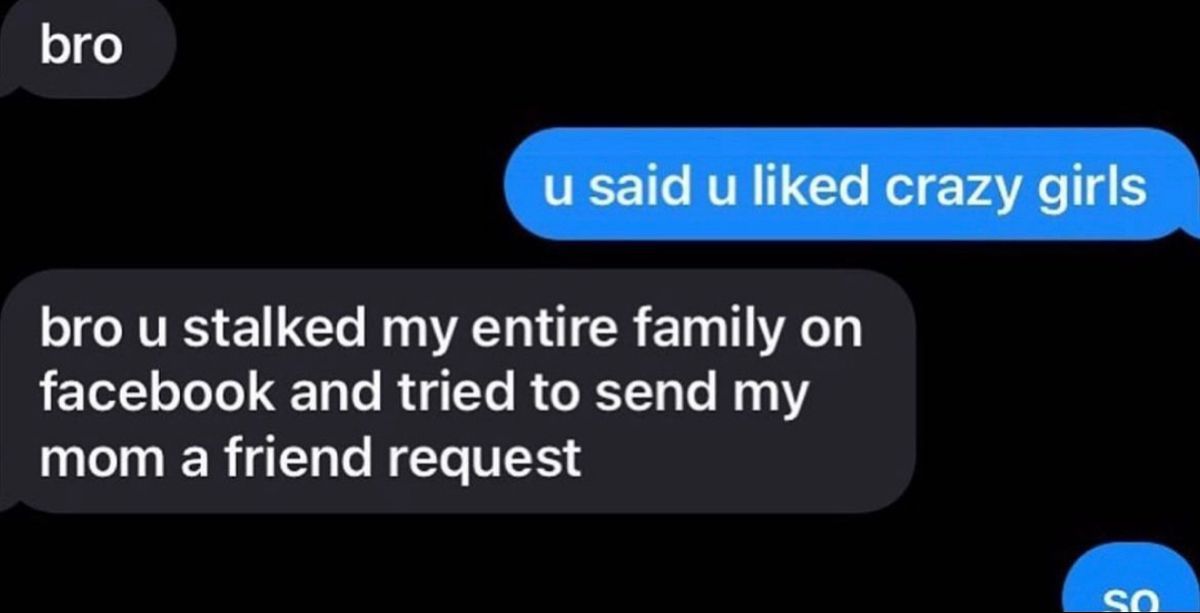 bro
u said u liked crazy girls
bro u stalked my entire family on
facebook and tried to send my
mom a friend request
so